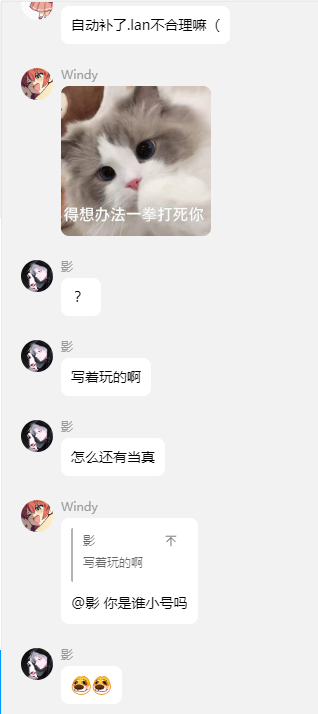 自动补了.lan不合理嘛（
Windy
得想办法一拳打死你
影
？
影
写着玩的啊
影
怎么还有当真
Windy
影 不
写着玩的啊
@影 你是谁小号吗
影